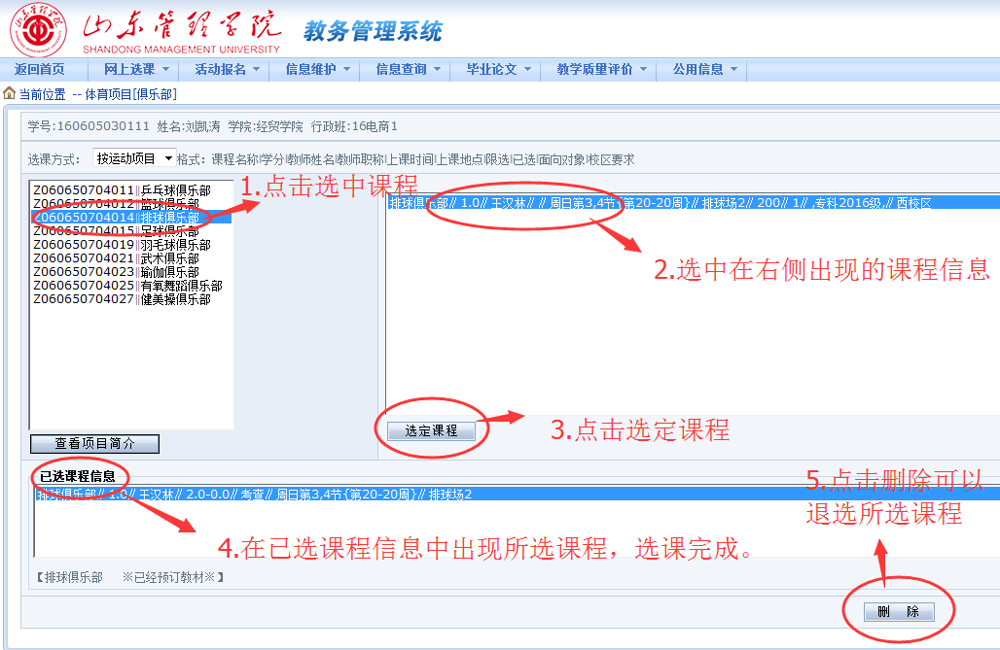 山东管理学院
SHANDONG MANAGEMENT UNIVERSITY
教务管理系统
返回首页 网上选课 活动报名 信息维护 信息查询 毕业论文 教学质量评价 公用信息
当前位置 -- 体育项目[俱乐部]
学号:160605030111 姓名:刘凯涛 学院:经贸学院 行政班:16电商1
选课方式: 按运动项目 格式: 课程名称|学分|教师姓名|教师职称|上课时间|上课地点|限选|已选|面向对象|校区要求
1.点击选中课程
Z060650704011||乒乓球俱乐部
Z060650704012||篮球俱乐部
Z060650704014||排球俱乐部
Z060650704015||足球俱乐部
Z060650704019||羽毛球俱乐部
Z060650704021||武术俱乐部
Z060650704023||瑜伽俱乐部
Z060650704025||有氧舞蹈俱乐部
Z060650704027||健美操俱乐部
排球俱乐部// 1.0// 王汉林// // 周日第3,4节{第20-20周}// 排球场2// 200// 1// ,专科2016级,// 西校区
2.选中在右侧出现的课程信息
选定课程
3.点击选定课程
查看项目简介
已选课程信息
排球俱乐部// 1.0// 王汉林// 2.0-0.0// 考查// 周日第3,4节{第20-20周}// 排球场2
4.在已选课程信息中出现所选课程，选课完成。
5.点击删除可以
退选所选课程
【排球俱乐部 ※已经预订教材※】
删 除